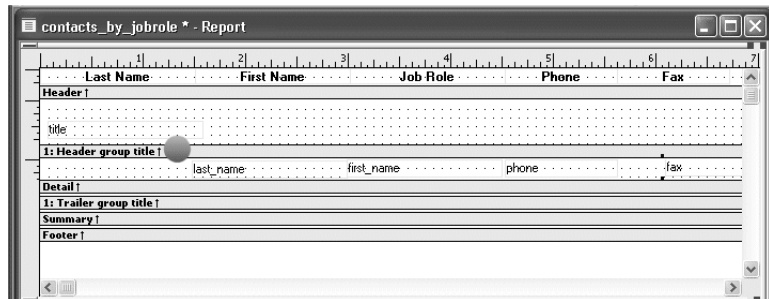 contacts_by_jobrole * - Report
1 2 3 4 5 6 7
Last Name First Name Job Role Phone Fax
Header ↑
title
1: Header group title ↑
last_name first_name phone fax
Detail ↑
1: Trailer group title ↑
Summary ↑
Footer ↑